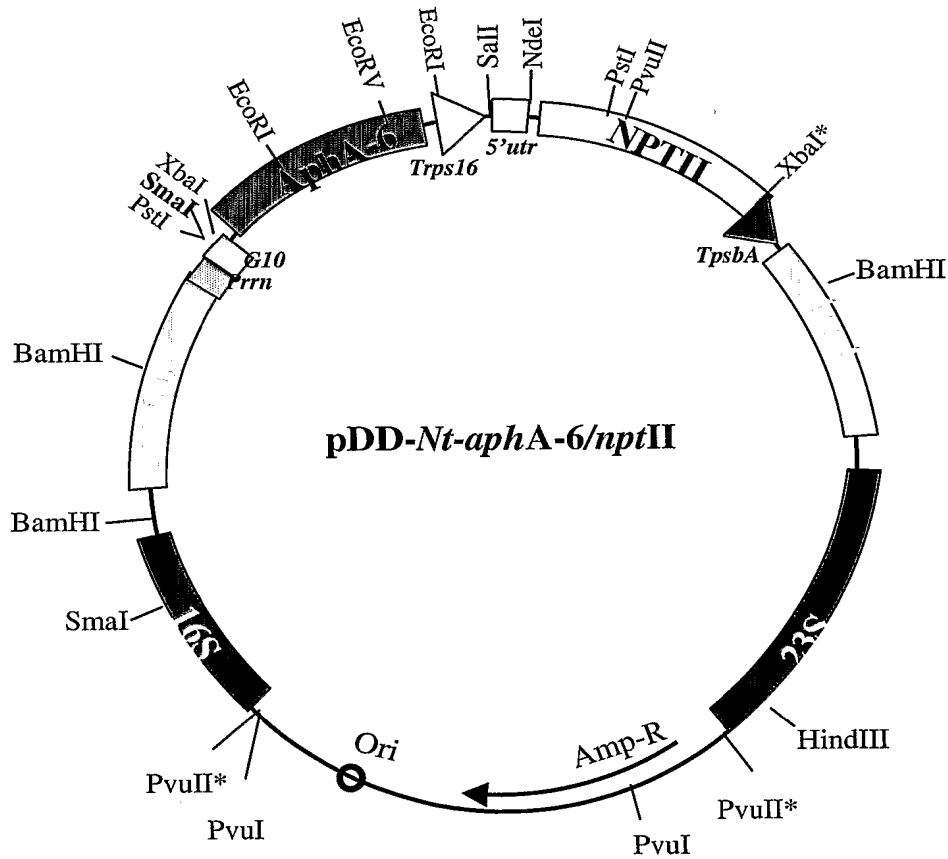 EcoRI
EcoRV
EcoRI
SalI
NdeI
PstI
PvuII
XbaI*
XbaI
SmaI
PstI
AphA-6
Trps16
5'utr
NPTII
TpsbA
G10
Prrn
BamHI
BamHI
pDD-Nt-aphA-6/nptII
BamHI
SmaI
16S
23S
HindIII
PvuII*
PvuI
Ori
Amp-R
PvuI
PvuII*